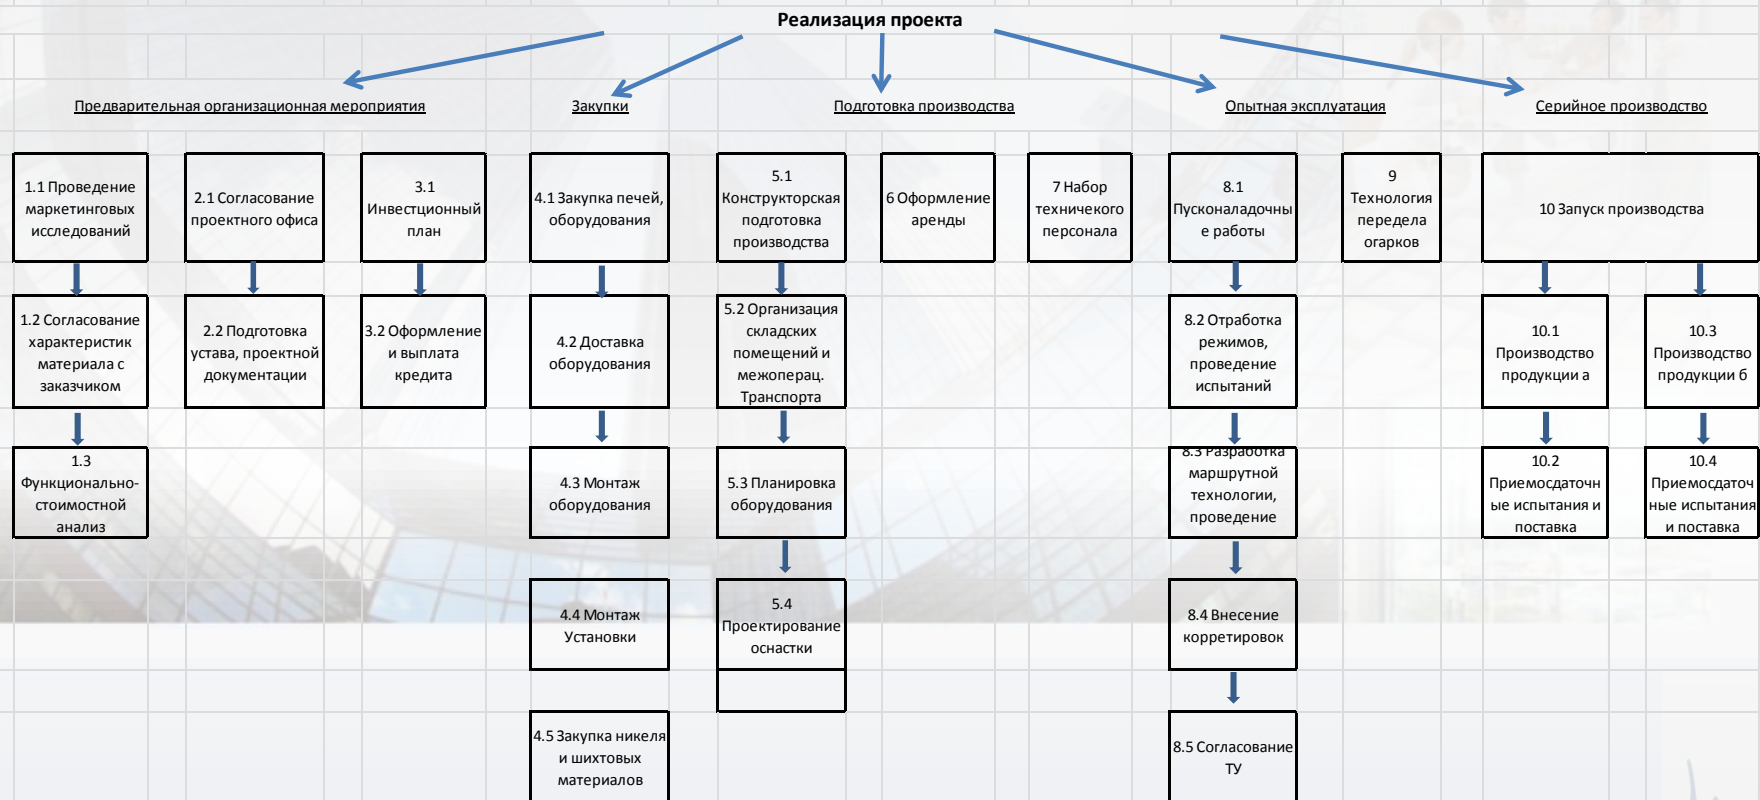 Реализация проекта
Предварительная организационная мероприятия
Закупки
Подготовка производства
Опытная эксплуатация
Серийное производство
1.1 Проведение
маркетинговых
исследований
2.1 Согласование
проектного офиса
3.1
Инвестционный
план
4.1 Закупка печей,
оборудования
5.1
Конструкторская
подготовка
производства
6 Оформление
аренды
7 Набор
техничекого
персонала
8.1
Пусконаладочны
е работы
9
Технология
передела
огарков
10 Запуск производства
1.2 Согласование
характеристик
материала с
заказчиком
2.2 Подготовка
устава, проектной
документации
3.2 Оформление
и выплата
кредита
4.2 Доставка
оборудования
5.2 Организация
складских
помещений и
межоперац.
Транспорта
8.2 Отработка
режимов,
проведение
испытаний
10.1
Производство
продукции а
10.3
Производство
продукции б
1.3
Функционально-
стоимостной
анализ
4.3 Монтаж
оборудования
5.3 Планировка
оборудования
8.3 Разработка
маршрутной
технологии,
проведение
10.2
Приемосдаточн
ые испытания и
поставка
10.4
Приемосдаточ
ные испытания
и поставка
4.4 Монтаж
Установки
5.4
Проектирование
оснастки
8.4 Внесение
корретировок
4.5 Закупка никеля
и шихтовых
материалов
8.5 Согласование
ТУ